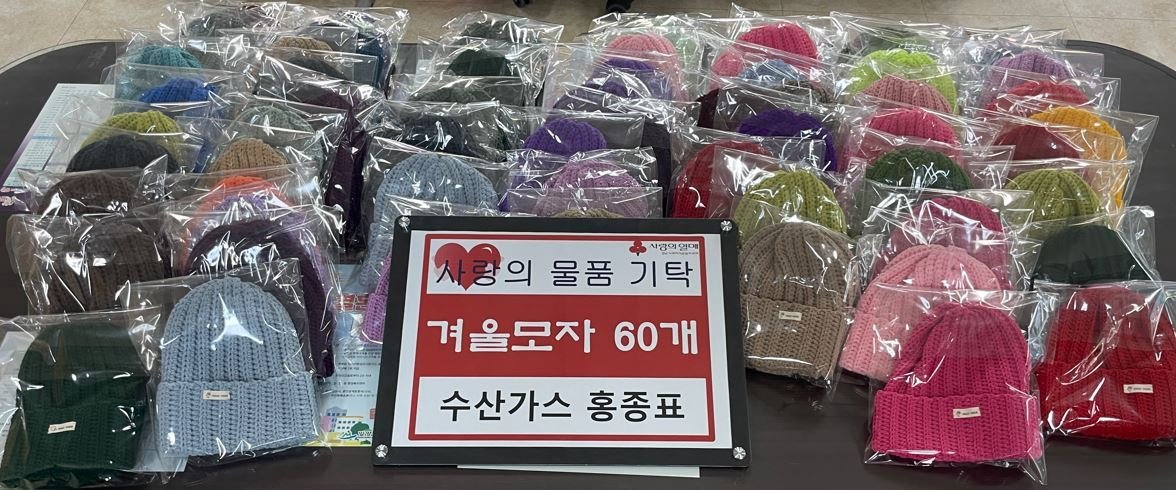 사랑의열매
사랑의 물품 기탁
겨울모자 60개
수산가스 홍종표